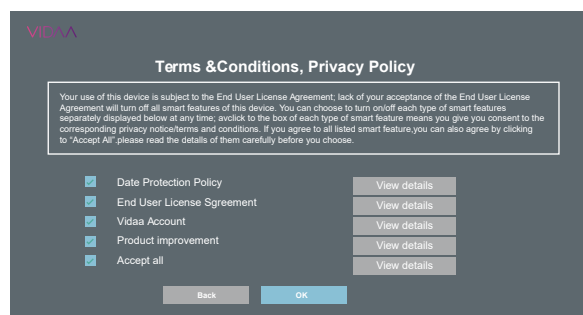 VIDAA
Terms &Conditions, Privacy Policy
Your use of this device is subject to the End User License Agreement; lack of your acceptance of the End User License
Agreement will turn off all smart features of this device. You can choose to turn on/off each type of smart features
separately displayed below at any time; avclick to the box of each type of smart feature means you give you consent to the
corresponding privacy notice/terms and conditions. If you agree to all listed smart feature,you can also agree by clicking
to “Accept All”.please read the detalls of them carefully before you choose.
Date Protection Policy View details
End User License Sgreement View details
Vidaa Account View details
Product improvement View details
Accept all View details
Back OK